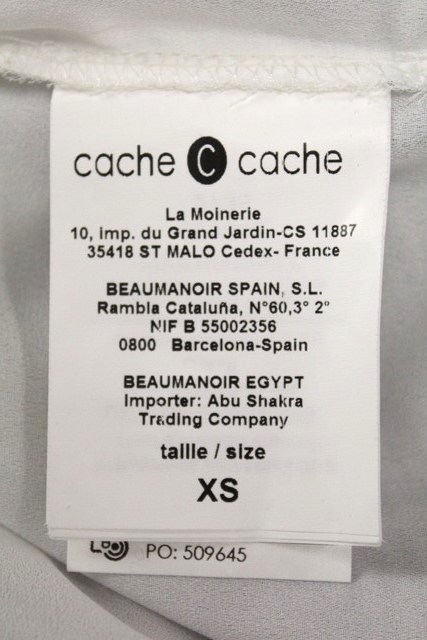 cache C cache
La Moinerie
10, imp. du Grand Jardin-CS 11887
35418 ST MALO Cedex- France
BEAUMANOIR SPAIN, S.L.
Rambla Cataluña, N°60,3° 2°
NIF B 55002356
0800 Barcelona-Spain
BEAUMANOIR EGYPT
Importer: Abu Shakra
Trading Company
taille / size
XS
PO: 509645